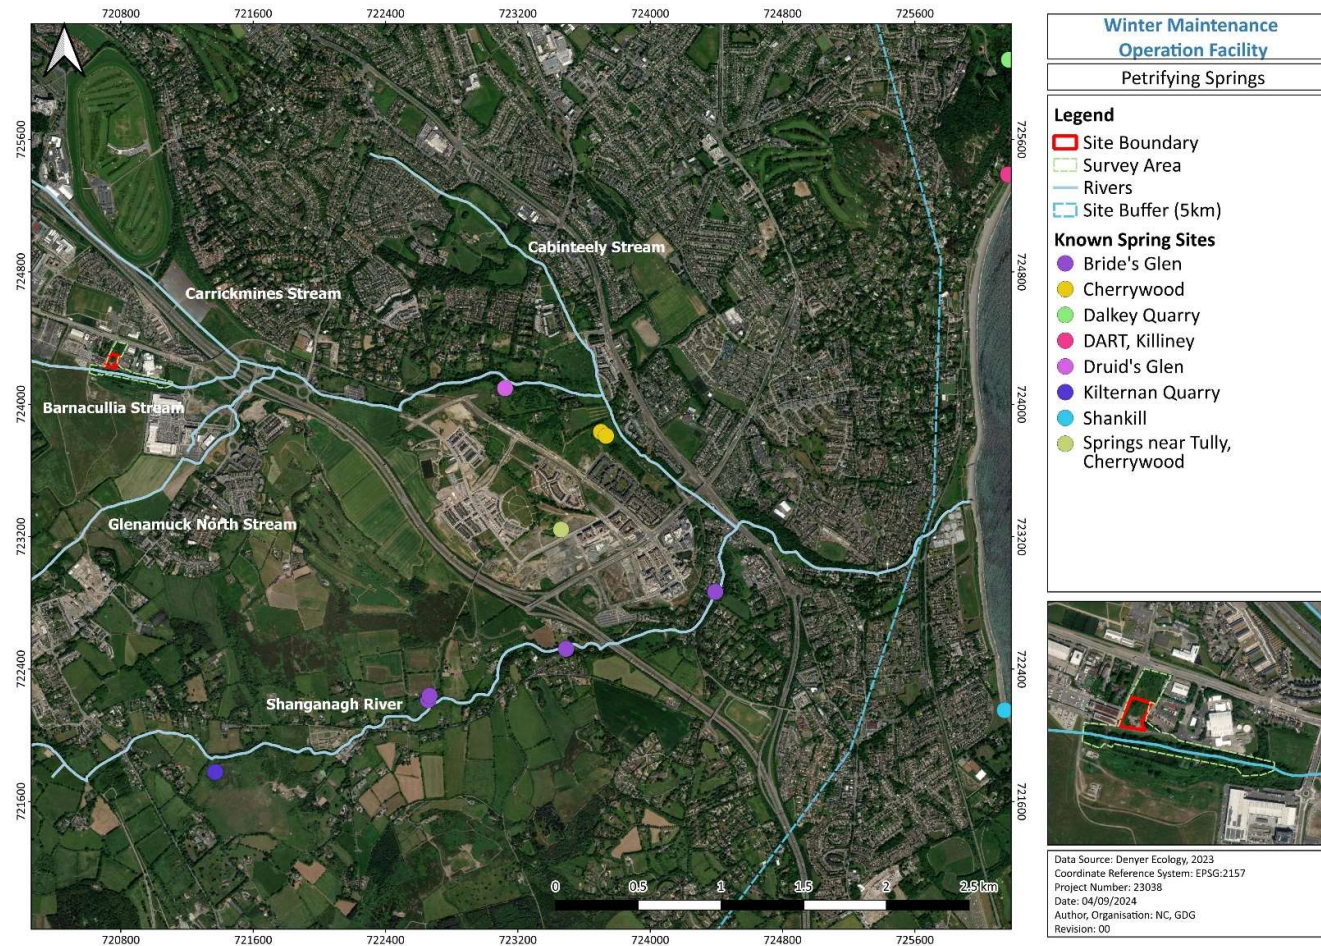 720800 721600 722400 723200 724000 724800 725600
Winter Maintenance
Operation Facility
Petrifying Springs
Legend
Site Boundary
Survey Area
Rivers
Site Buffer (5km)
Known Spring Sites
Bride's Glen
Cherrywood
Dalkey Quarry
DART, Killiney
Druid's Glen
Kilternan Quarry
Shankill
Springs near Tully,
Cherrywood
725600
724800
724000
723200
722400
721600
Cabinteely Stream
Carrickmines Stream
Barnacullia Stream
Glenamuck North Stream
Shanganagh River
725600
724800
724000
723200
722400
721600
0 0.5 1 1.5 2 2.5 km
720800 721600 722400 723200 724000 724800 725600
Data Source: Denyer Ecology, 2023
Coordinate Reference System: EPSG:2157
Project Number: 23038
Date: 04/09/2024
Author, Organisation: NC, GDG
Revision: 00